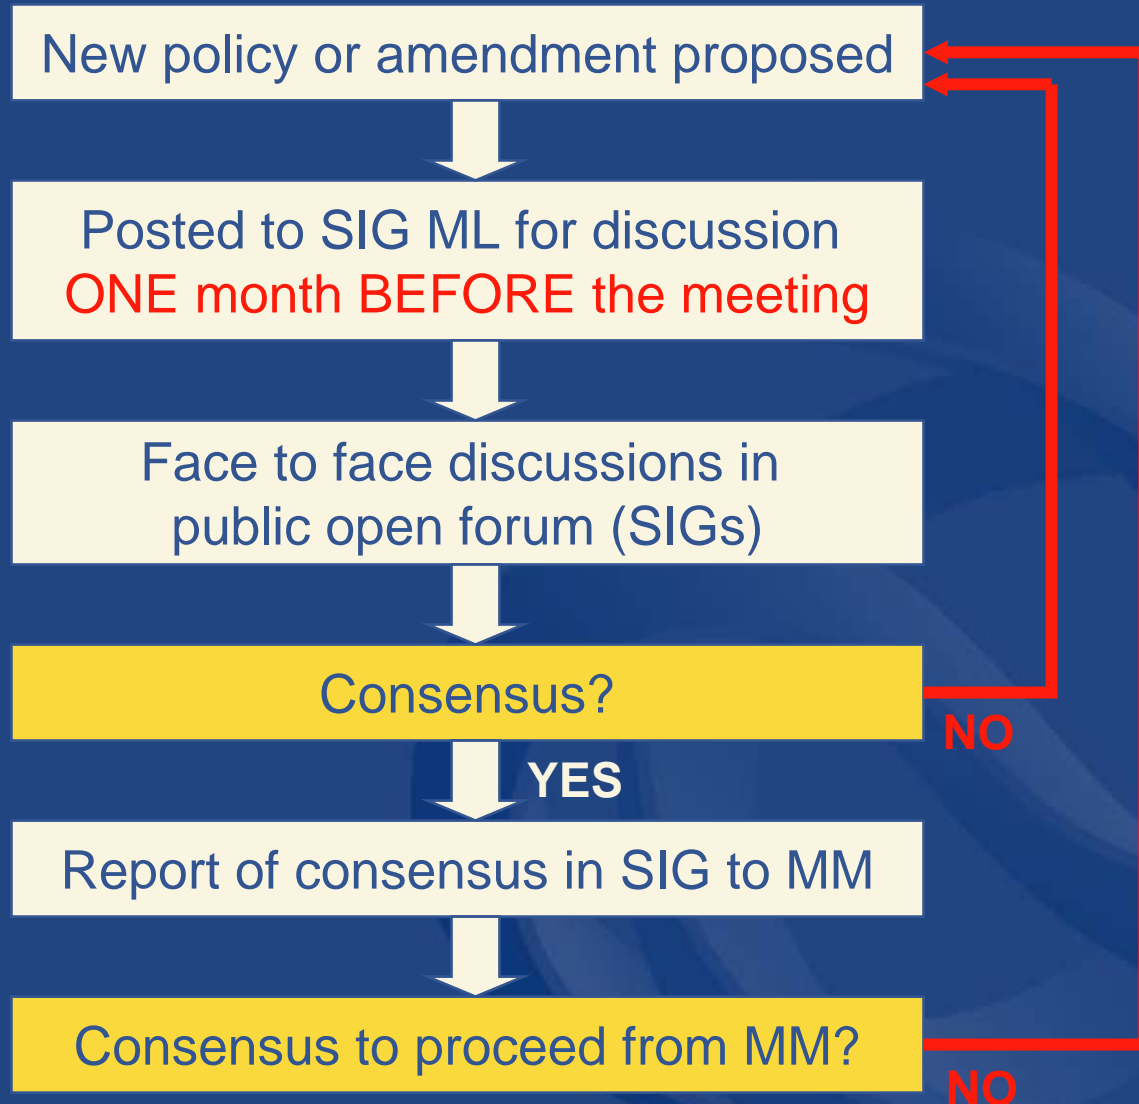 New policy or amendment proposed
Posted to SIG ML for discussion
ONE month BEFORE the meeting
Face to face discussions in
public open forum (SIGs)
Consensus?
NO
YES
Report of consensus in SIG to MM
Consensus to proceed from MM?
NO